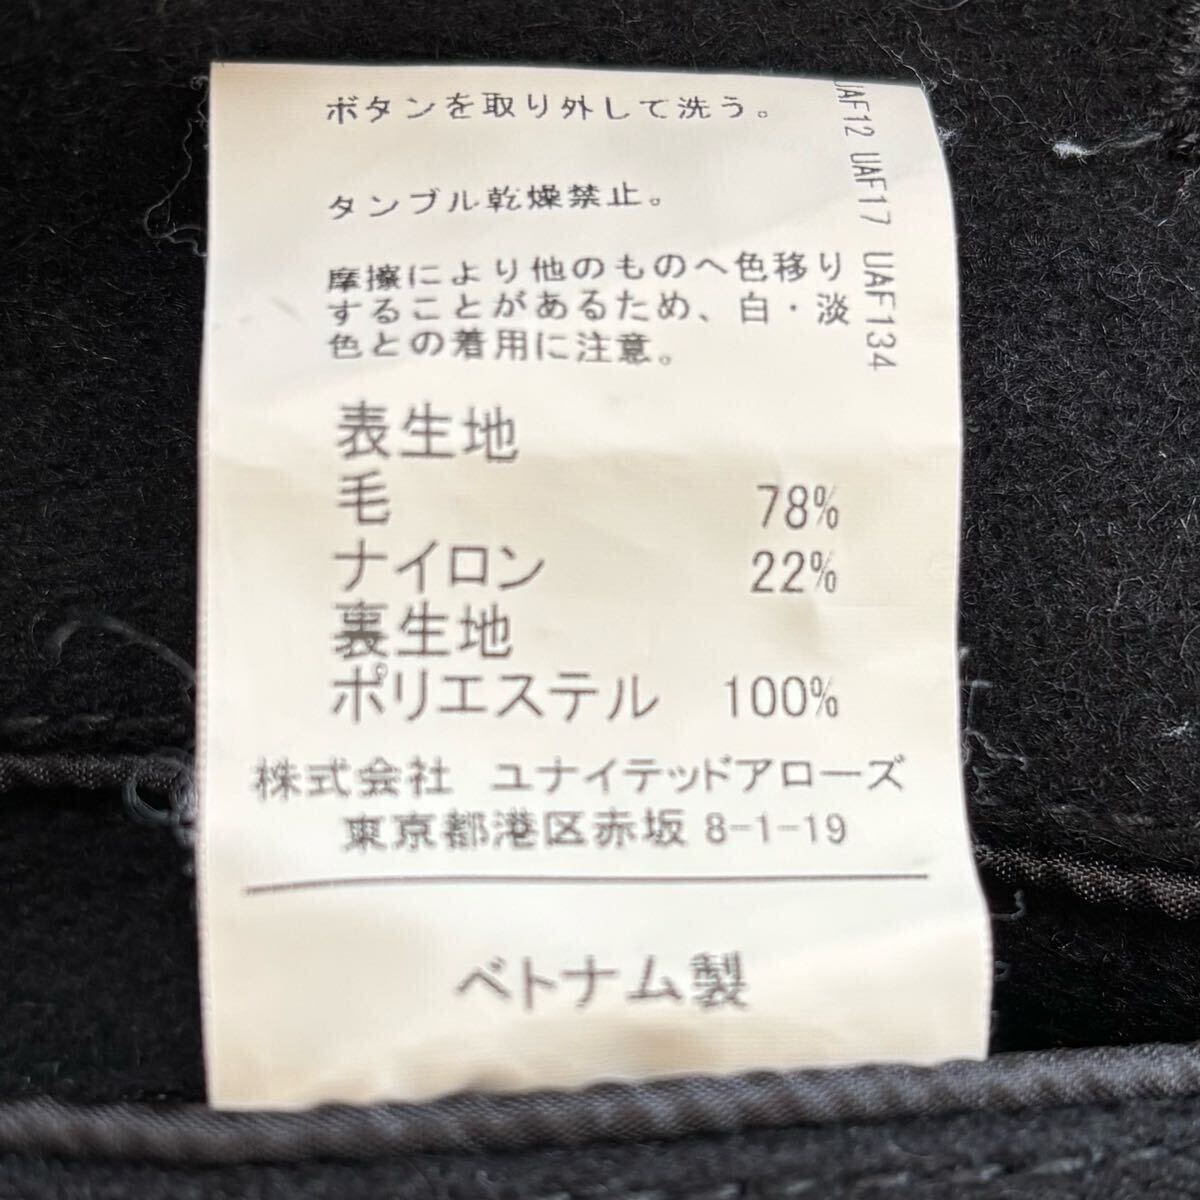 ボタンを取り外して洗う。
タンブル乾燥禁止。
摩擦により他のものへ色移り
することがあるため、白・淡
色との着用に注意。
UAF12 UAF17 UAF134
表生地
毛 78%
ナイロン 22%
裏生地
ポリエステル 100%
株式会社 ユナイテッドアローズ
東京都港区赤坂8-1-19
ベトナム製